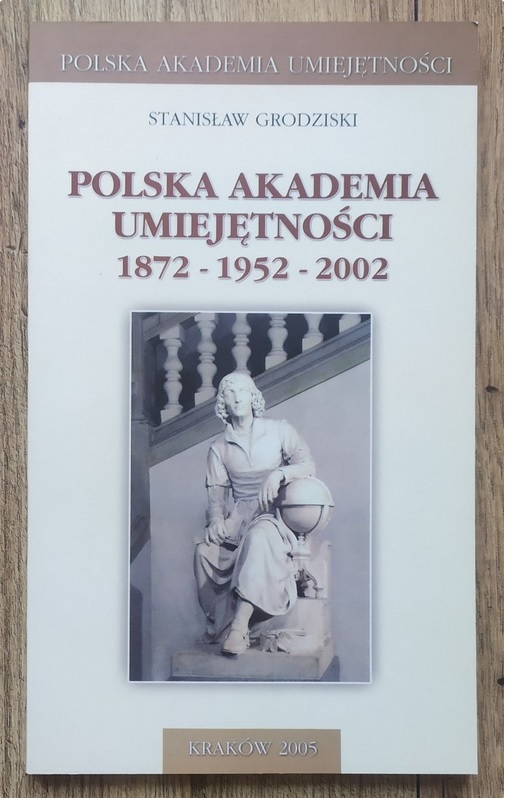 POLSKA AKADEMIA UMIEJĘTNOŚCI
STANISŁAW GRODZISKI
POLSKA AKADEMIA
UMIEJĘTNOŚCI
1872 - 1952 - 2002
KRAKÓW 2005